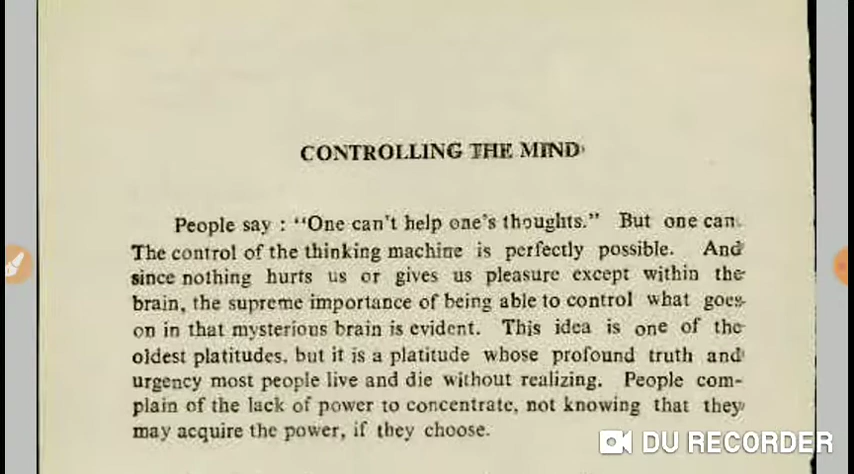 CONTROLLING THE MIND
People say : “One can't help one's thoughts.” But one can.
The control of the thinking machine is perfectly possible. And
since nothing hurts us or gives us pleasure except within the
brain, the supreme importance of being able to control what goes
on in that mysterious brain is evident. This idea is one of the
oldest platitudes, but it is a platitude whose profound truth and
urgency most people live and die without realizing. People com-
plain of the lack of power to concentrate, not knowing that they
may acquire the power, if they choose.
DU RECORDER